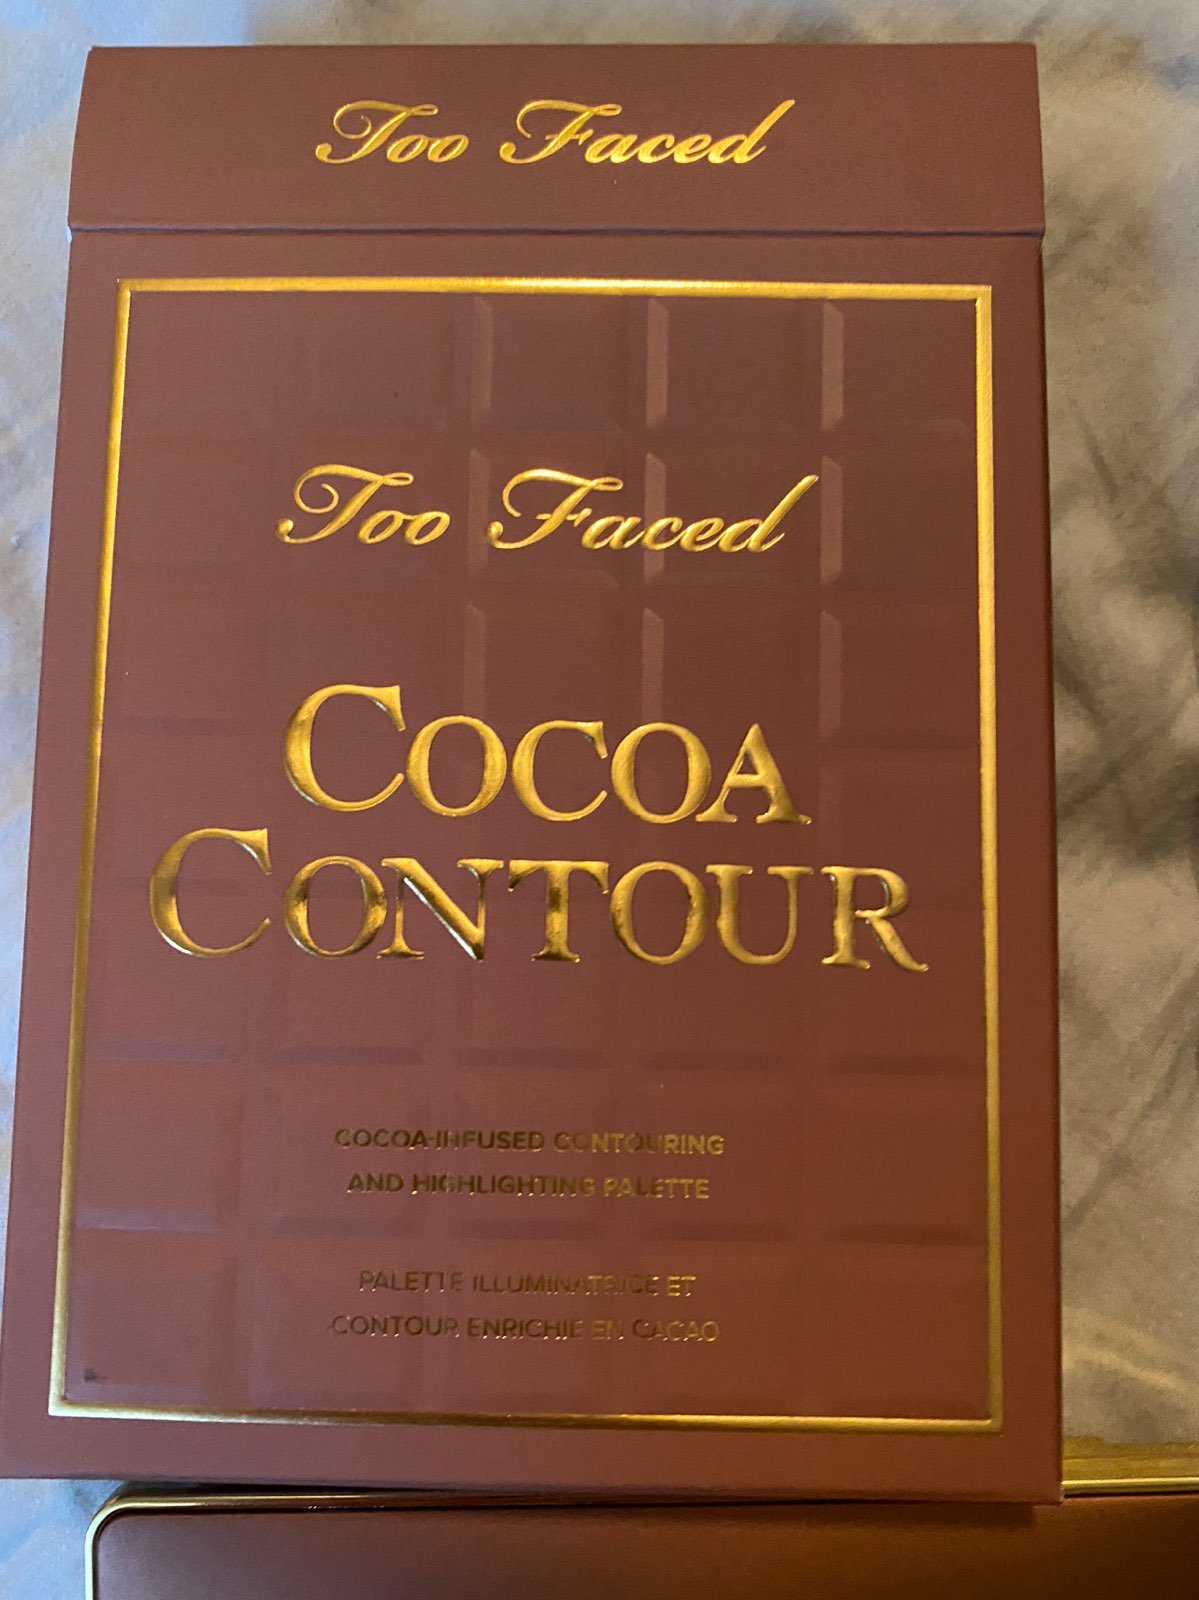 Too Faced
Too Faced
COCOA
CONTOUR
COCOA-INFUSED CONTOURING
AND HIGHLIGHTING PALETTE
PALETTE ILLUMINATRICE ET
CONTOUR ENRICHIE EN CACAO